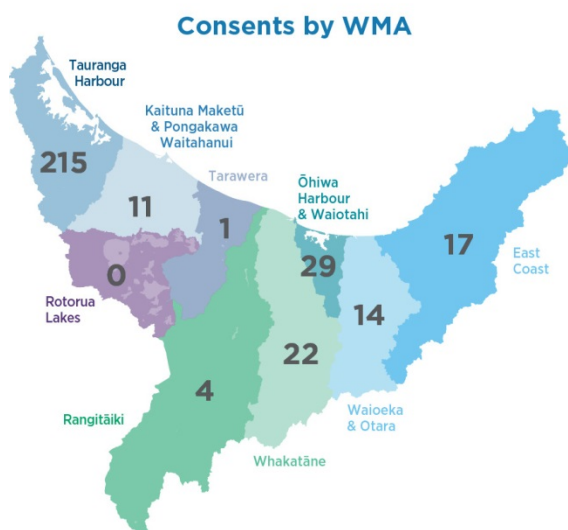 Consents by WMA
Tauranga
Harbour
Kaituna Maketū
& Pongakawa
Waitahanui
Tarawera
Ōhiwa
Harbour
& Waiotahi
215
11
1
29
17
East
Coast
0
Rotorua
Lakes
14
22
4
Rangitāiki
Waioeka
& Otara
Whakatāne